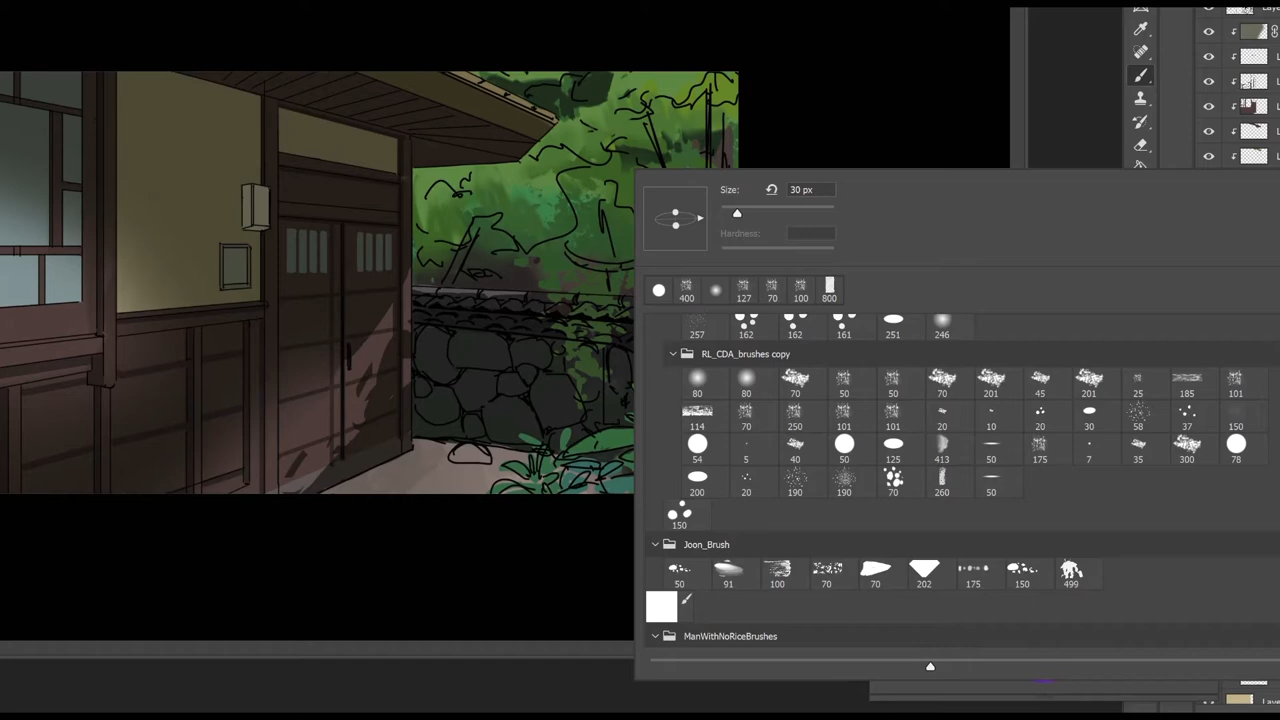 Size:
30 px
Hardness:
400 127 70 100 800
257 162 162 161 251 246
RL_CDA_brushes copy
80 80 70 50 50 70 201 45 201 25 185 101
114 70 250 101 101 20 10 20 30 58 37 150
54 5 40 50 125 413 50 175 7 35 300 78
200 20 190 190 70 260 50
150
Joon_Brush
50 91 100 70 70 202 175 150 499
ManWithNoRiceBrushes